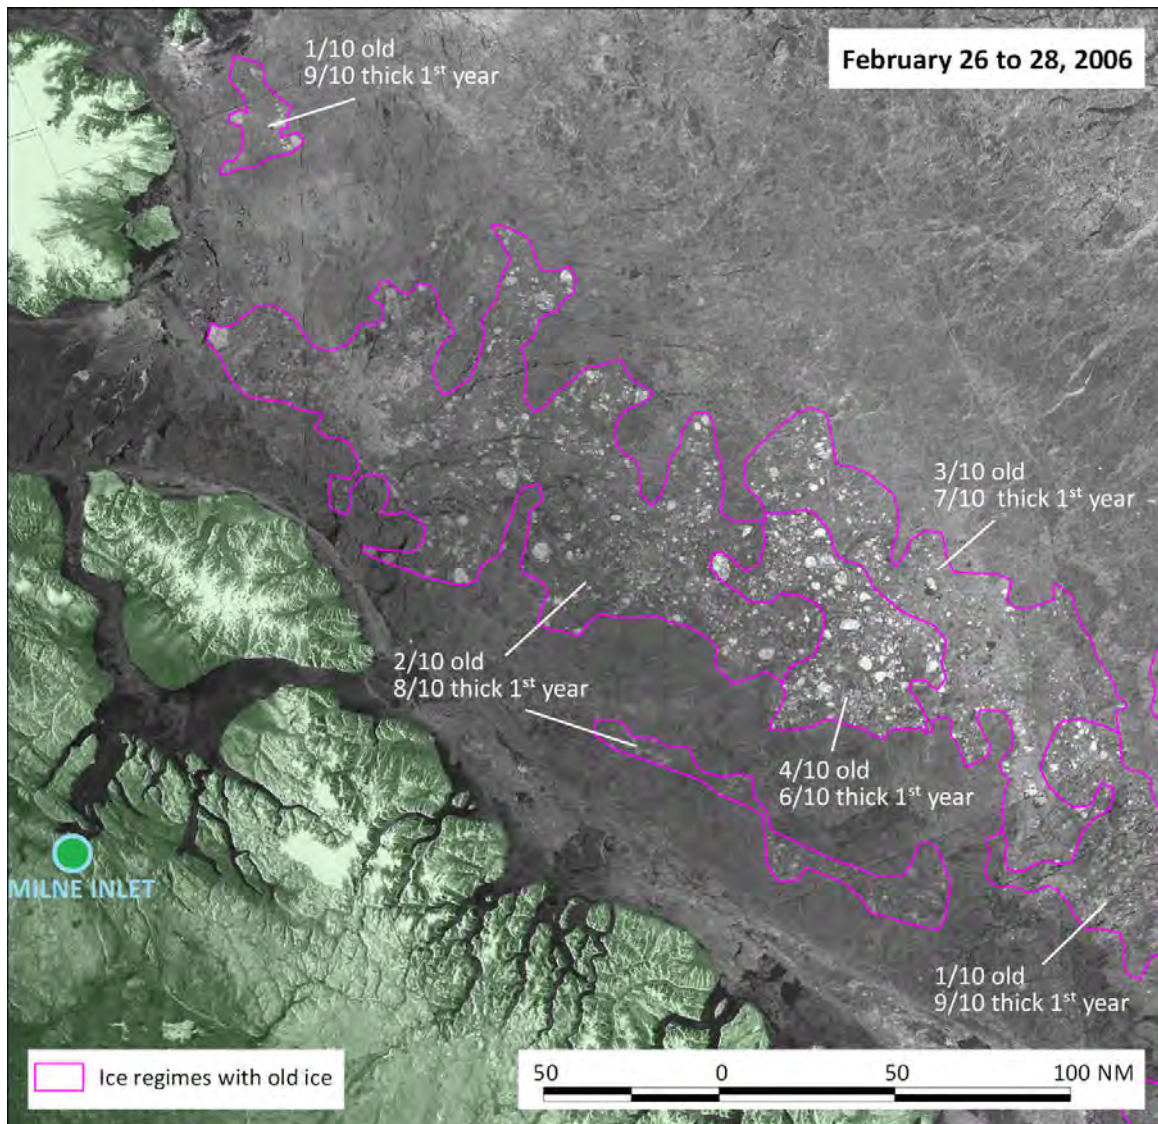 1/10 old
9/10 thick 1st year
February 26 to 28, 2006
3/10 old
7/10 thick 1st year
2/10 old
8/10 thick 1st year
4/10 old
6/10 thick 1st year
MILNE INLET
1/10 old
9/10 thick 1st year
Ice regimes with old ice
50 0 50 100 NM